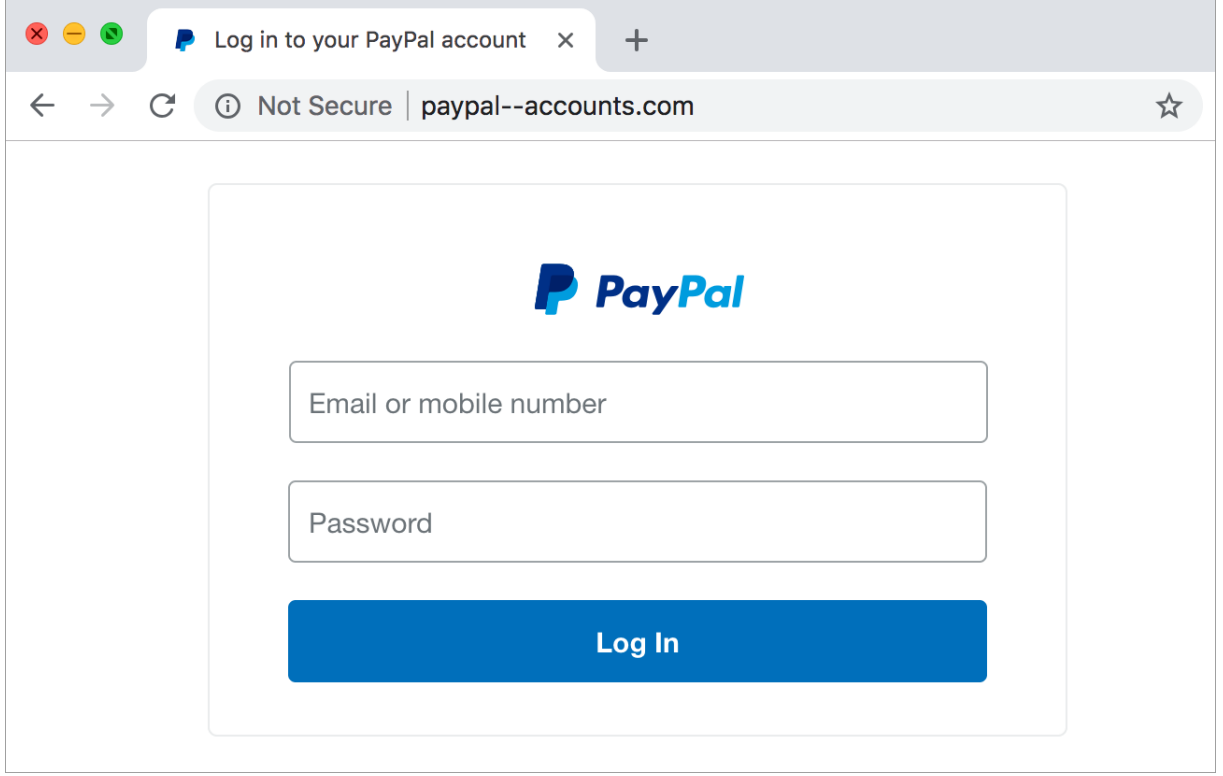 Log in to your PayPal account
Not Secure paypal--accounts.com
PayPal
Email or mobile number
Password
Log In